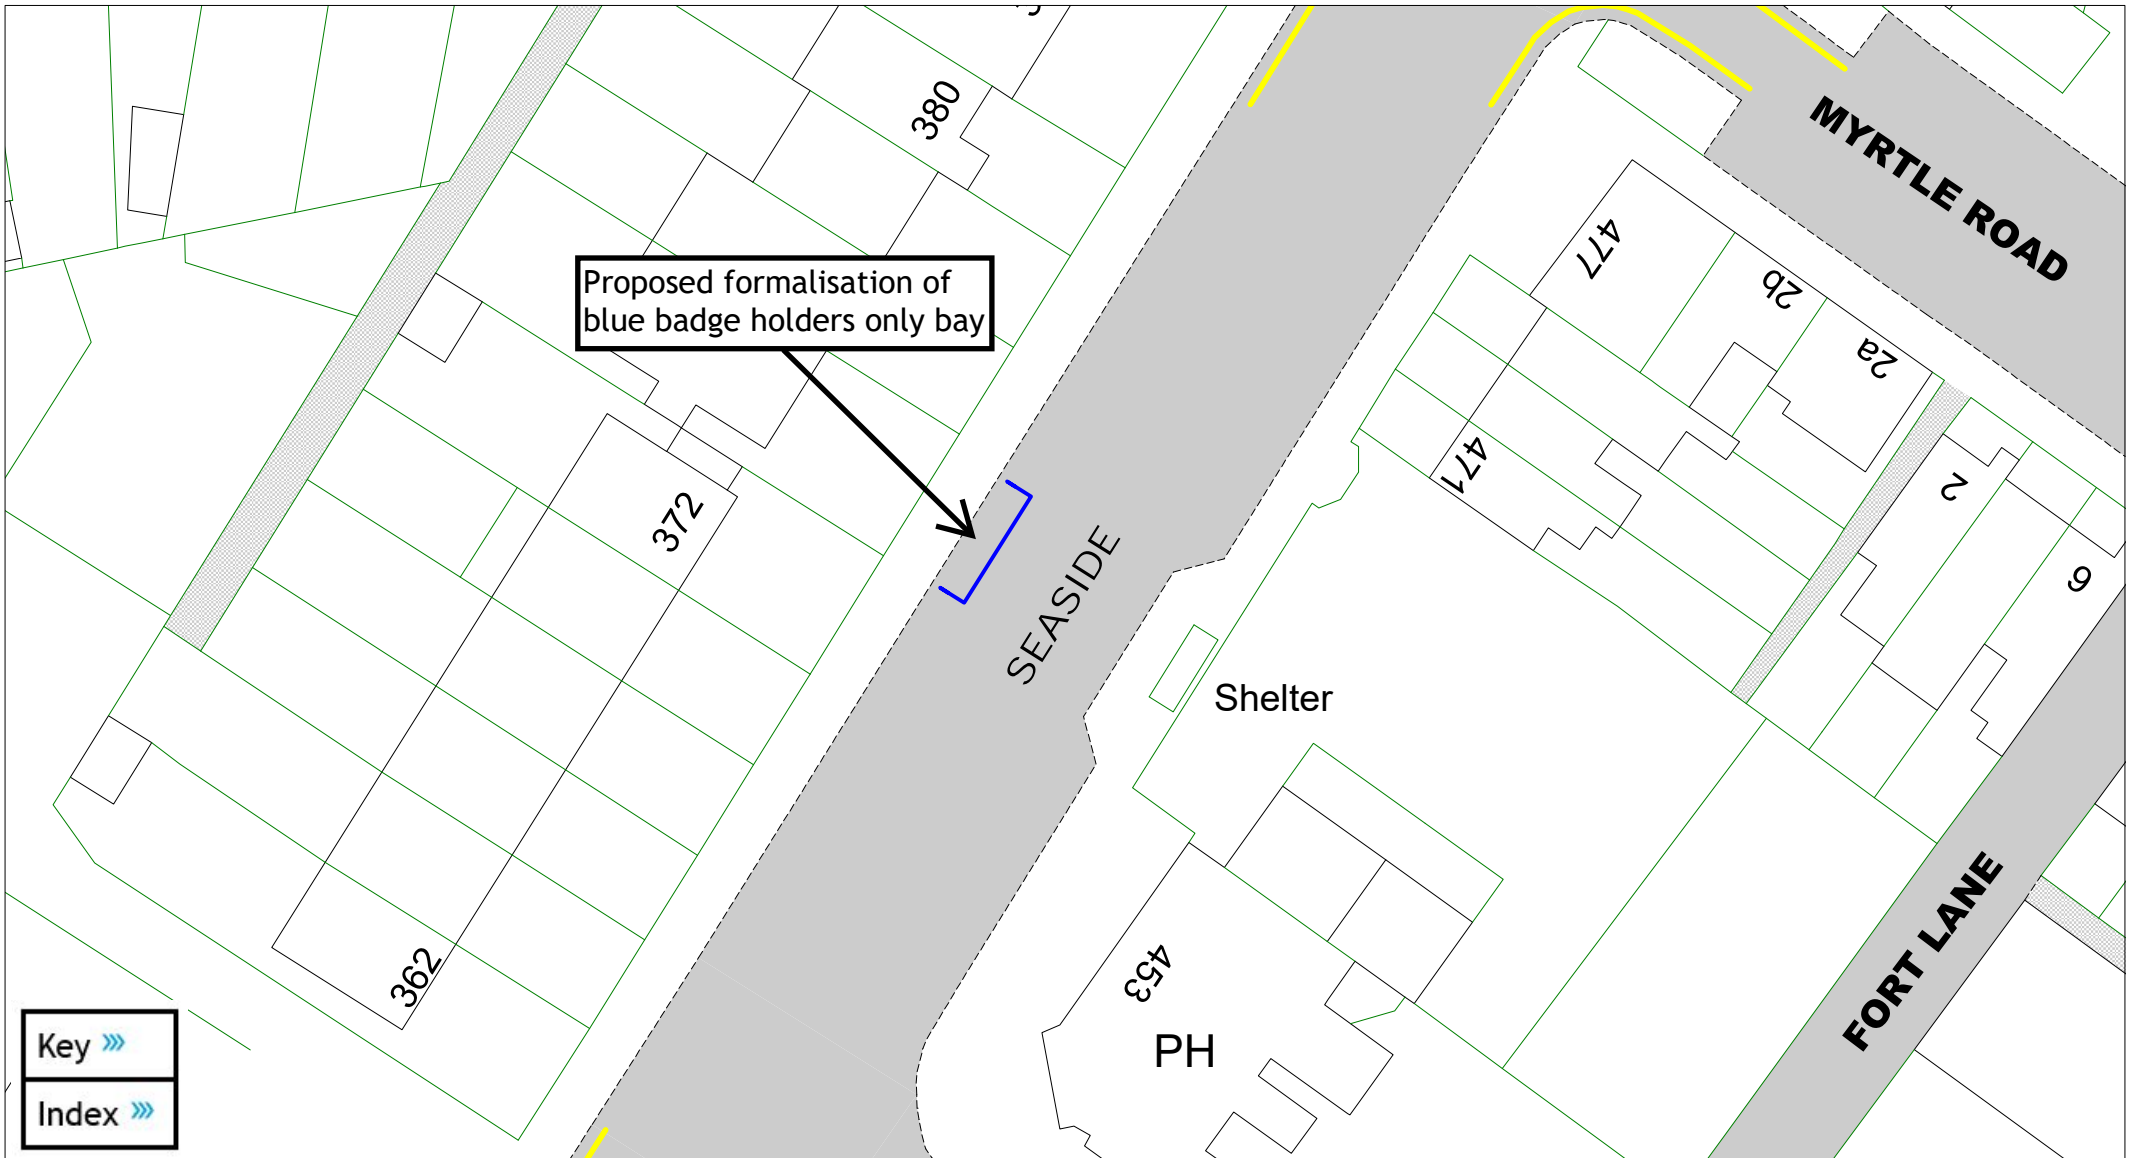 380
MYRTLE ROAD
477
2b
2a
Proposed formalisation of
blue badge holders only bay
471
2
372
SEASIDE
6
Shelter
FORT LANE
453
362
PH
Key »»
Index »»